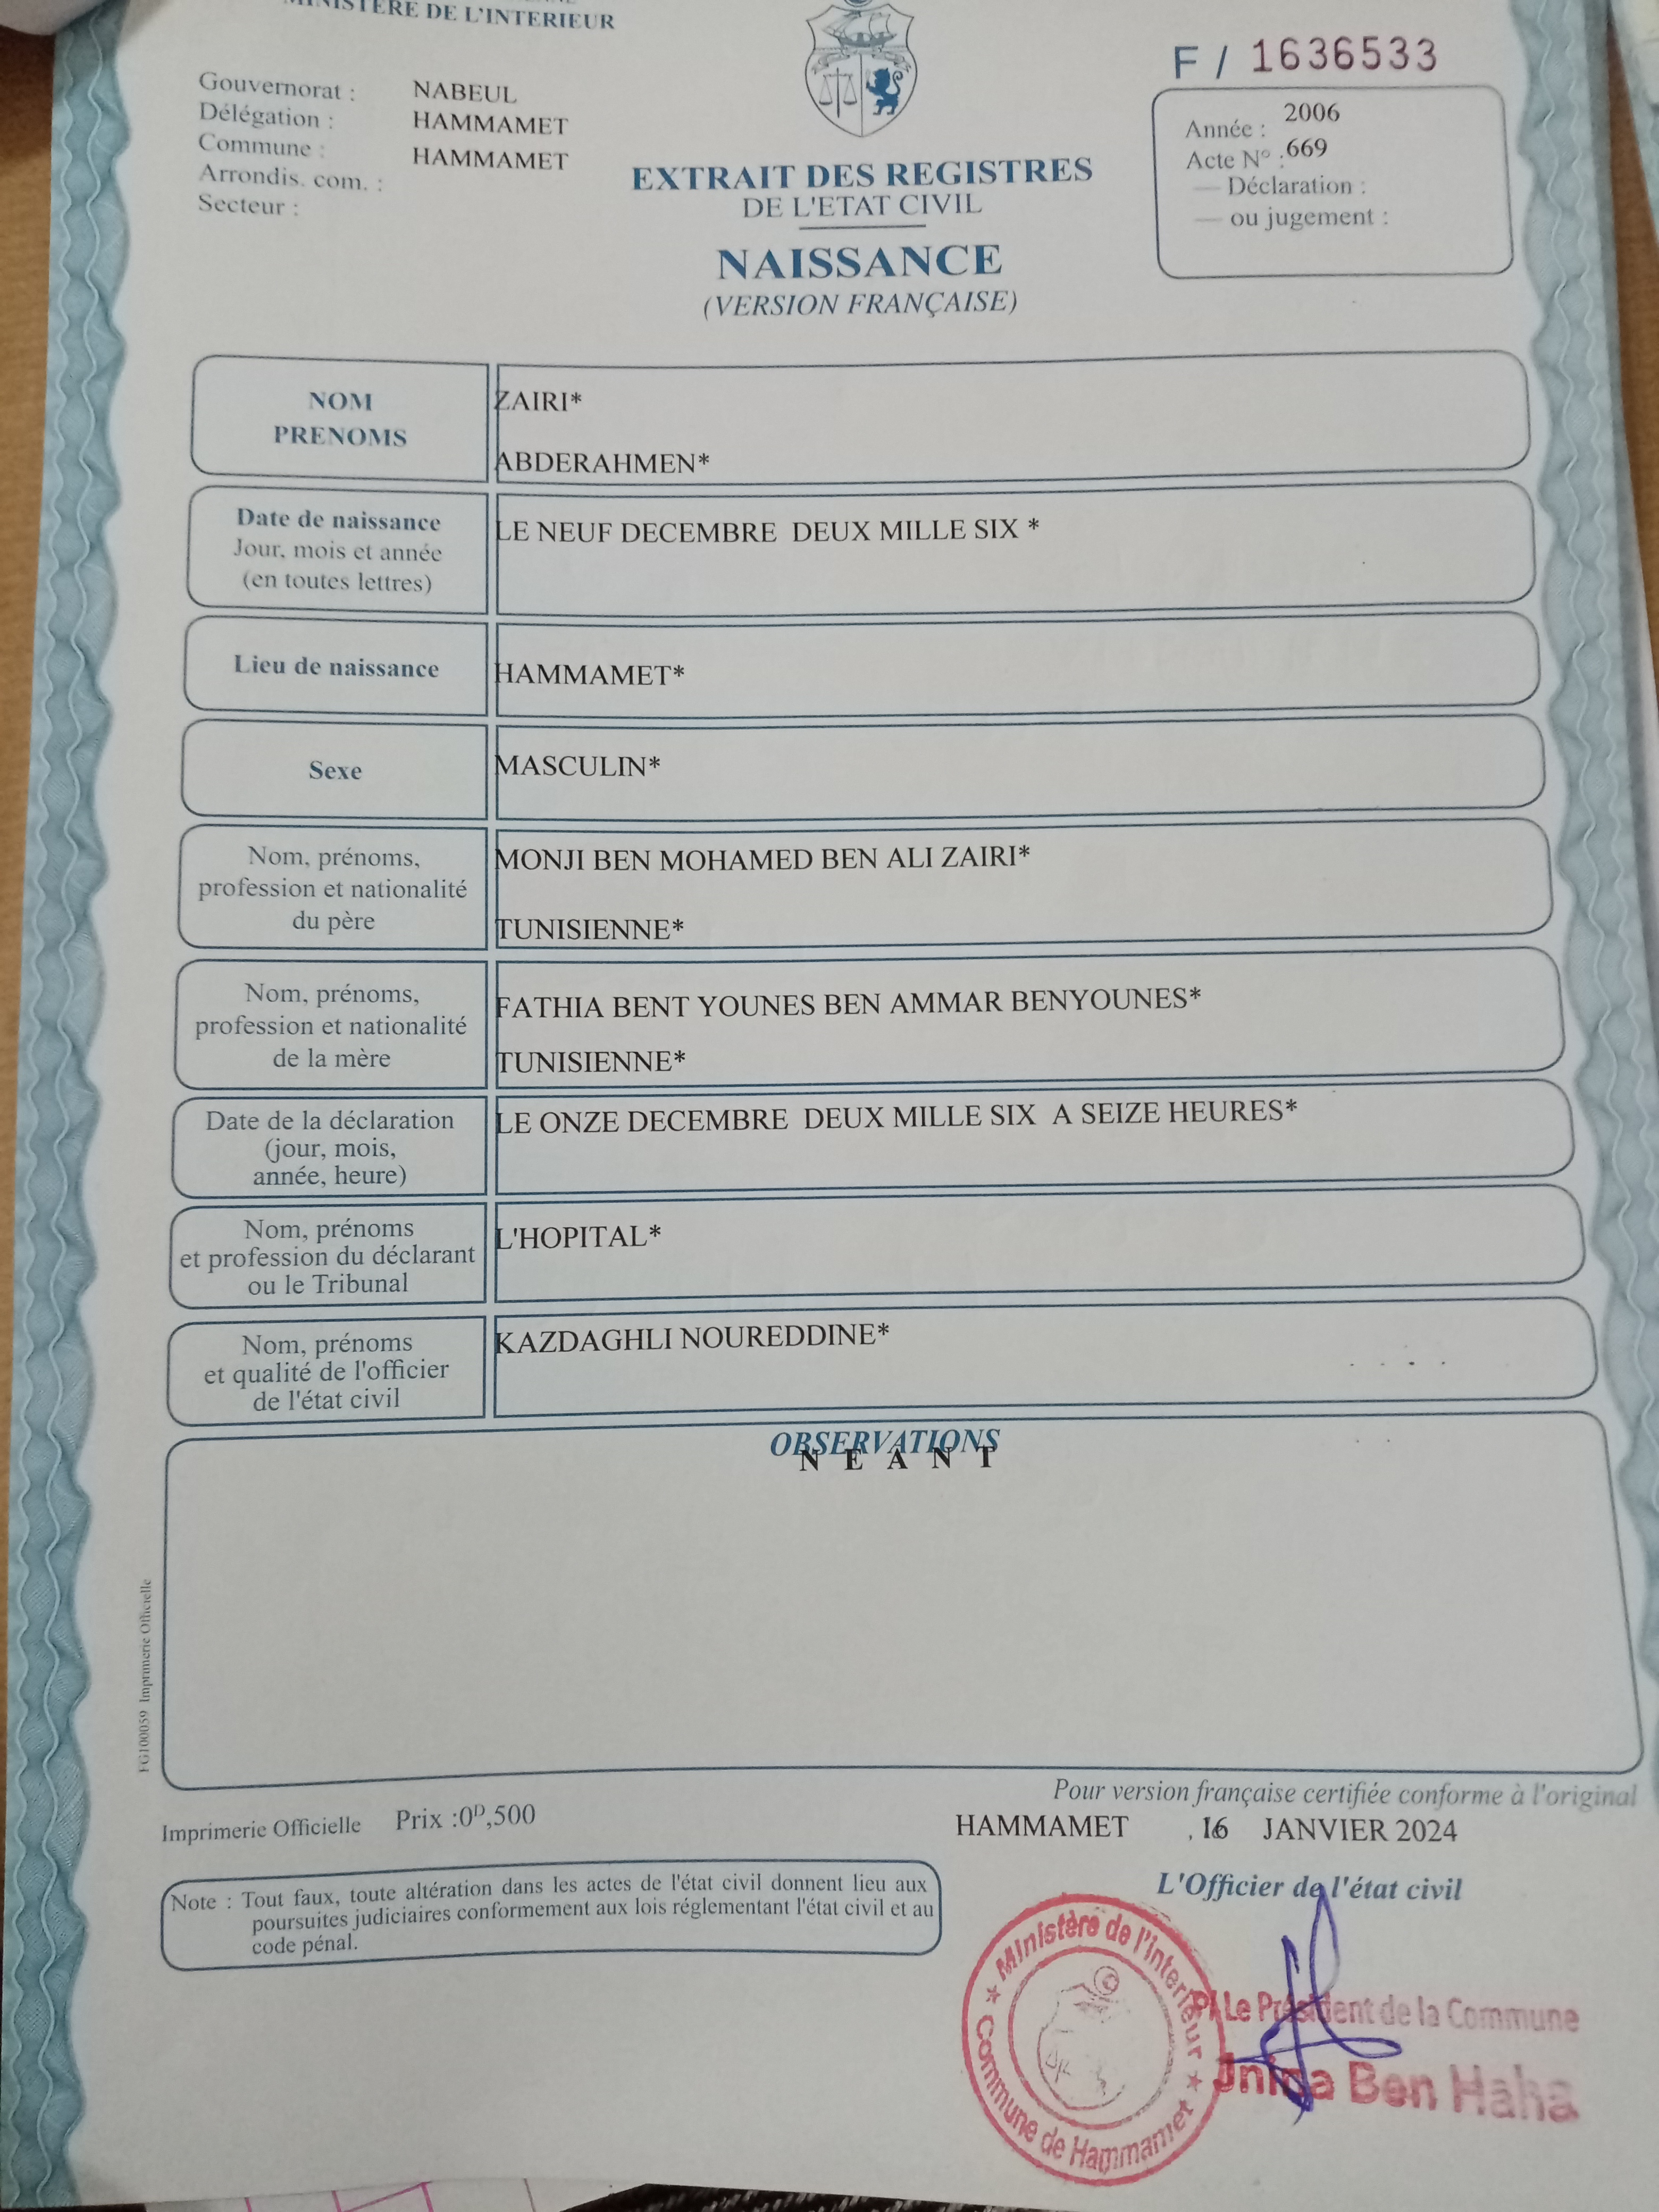 MINISTERE DE L'INTERIEUR
F / 1636533
Gouvernorat : NABEUL
Délégation : HAMMAMET
Commune : HAMMAMET
Arrondis. com. :
Secteur :
Année : 2006
Acte N° : 669
— Déclaration :
— ou jugement :
EXTRAIT DES REGISTRES
DE L'ETAT CIVIL
NAISSANCE
(VERSION FRANÇAISE)
NOM
PRENOMS
ZAIRI*
ABDERAHMEN*
Date de naissance
Jour, mois et année
(en toutes lettres)
LE NEUF DECEMBRE DEUX MILLE SIX *
Lieu de naissance
HAMMAMET*
Sexe
MASCULIN*
Nom, prénoms,
profession et nationalité
du père
MONJI BEN MOHAMED BEN ALI ZAIRI*
TUNISIENNE*
Nom, prénoms,
profession et nationalité
de la mère
FATHIA BENT YOUNES BEN AMMAR BENYOUNES*
TUNISIENNE*
Date de la déclaration
(jour, mois,
année, heure)
LE ONZE DECEMBRE DEUX MILLE SIX A SEIZE HEURES*
Nom, prénoms
et profession du déclarant
ou le Tribunal
L'HOPITAL*
Nom, prénoms
et qualité de l'officier
de l'état civil
KAZDAGHLI NOUREDDINE*
OBSERVATIONS
N E A N T
FG100059 Imprimerie Officielle
Pour version française certifiée conforme à l'original
Imprimerie Officielle Prix :0D,500
HAMMAMET , 16 JANVIER 2024
L'Officier de l'état civil
Note : Tout faux, toute altération dans les actes de l'état civil donnent lieu aux
poursuites judiciaires conformement aux lois réglementant l'état civil et au
code pénal.
Ministère de l'interieur
Commune de Hammamet
P/ Le Président de la Commune
Ben Haha